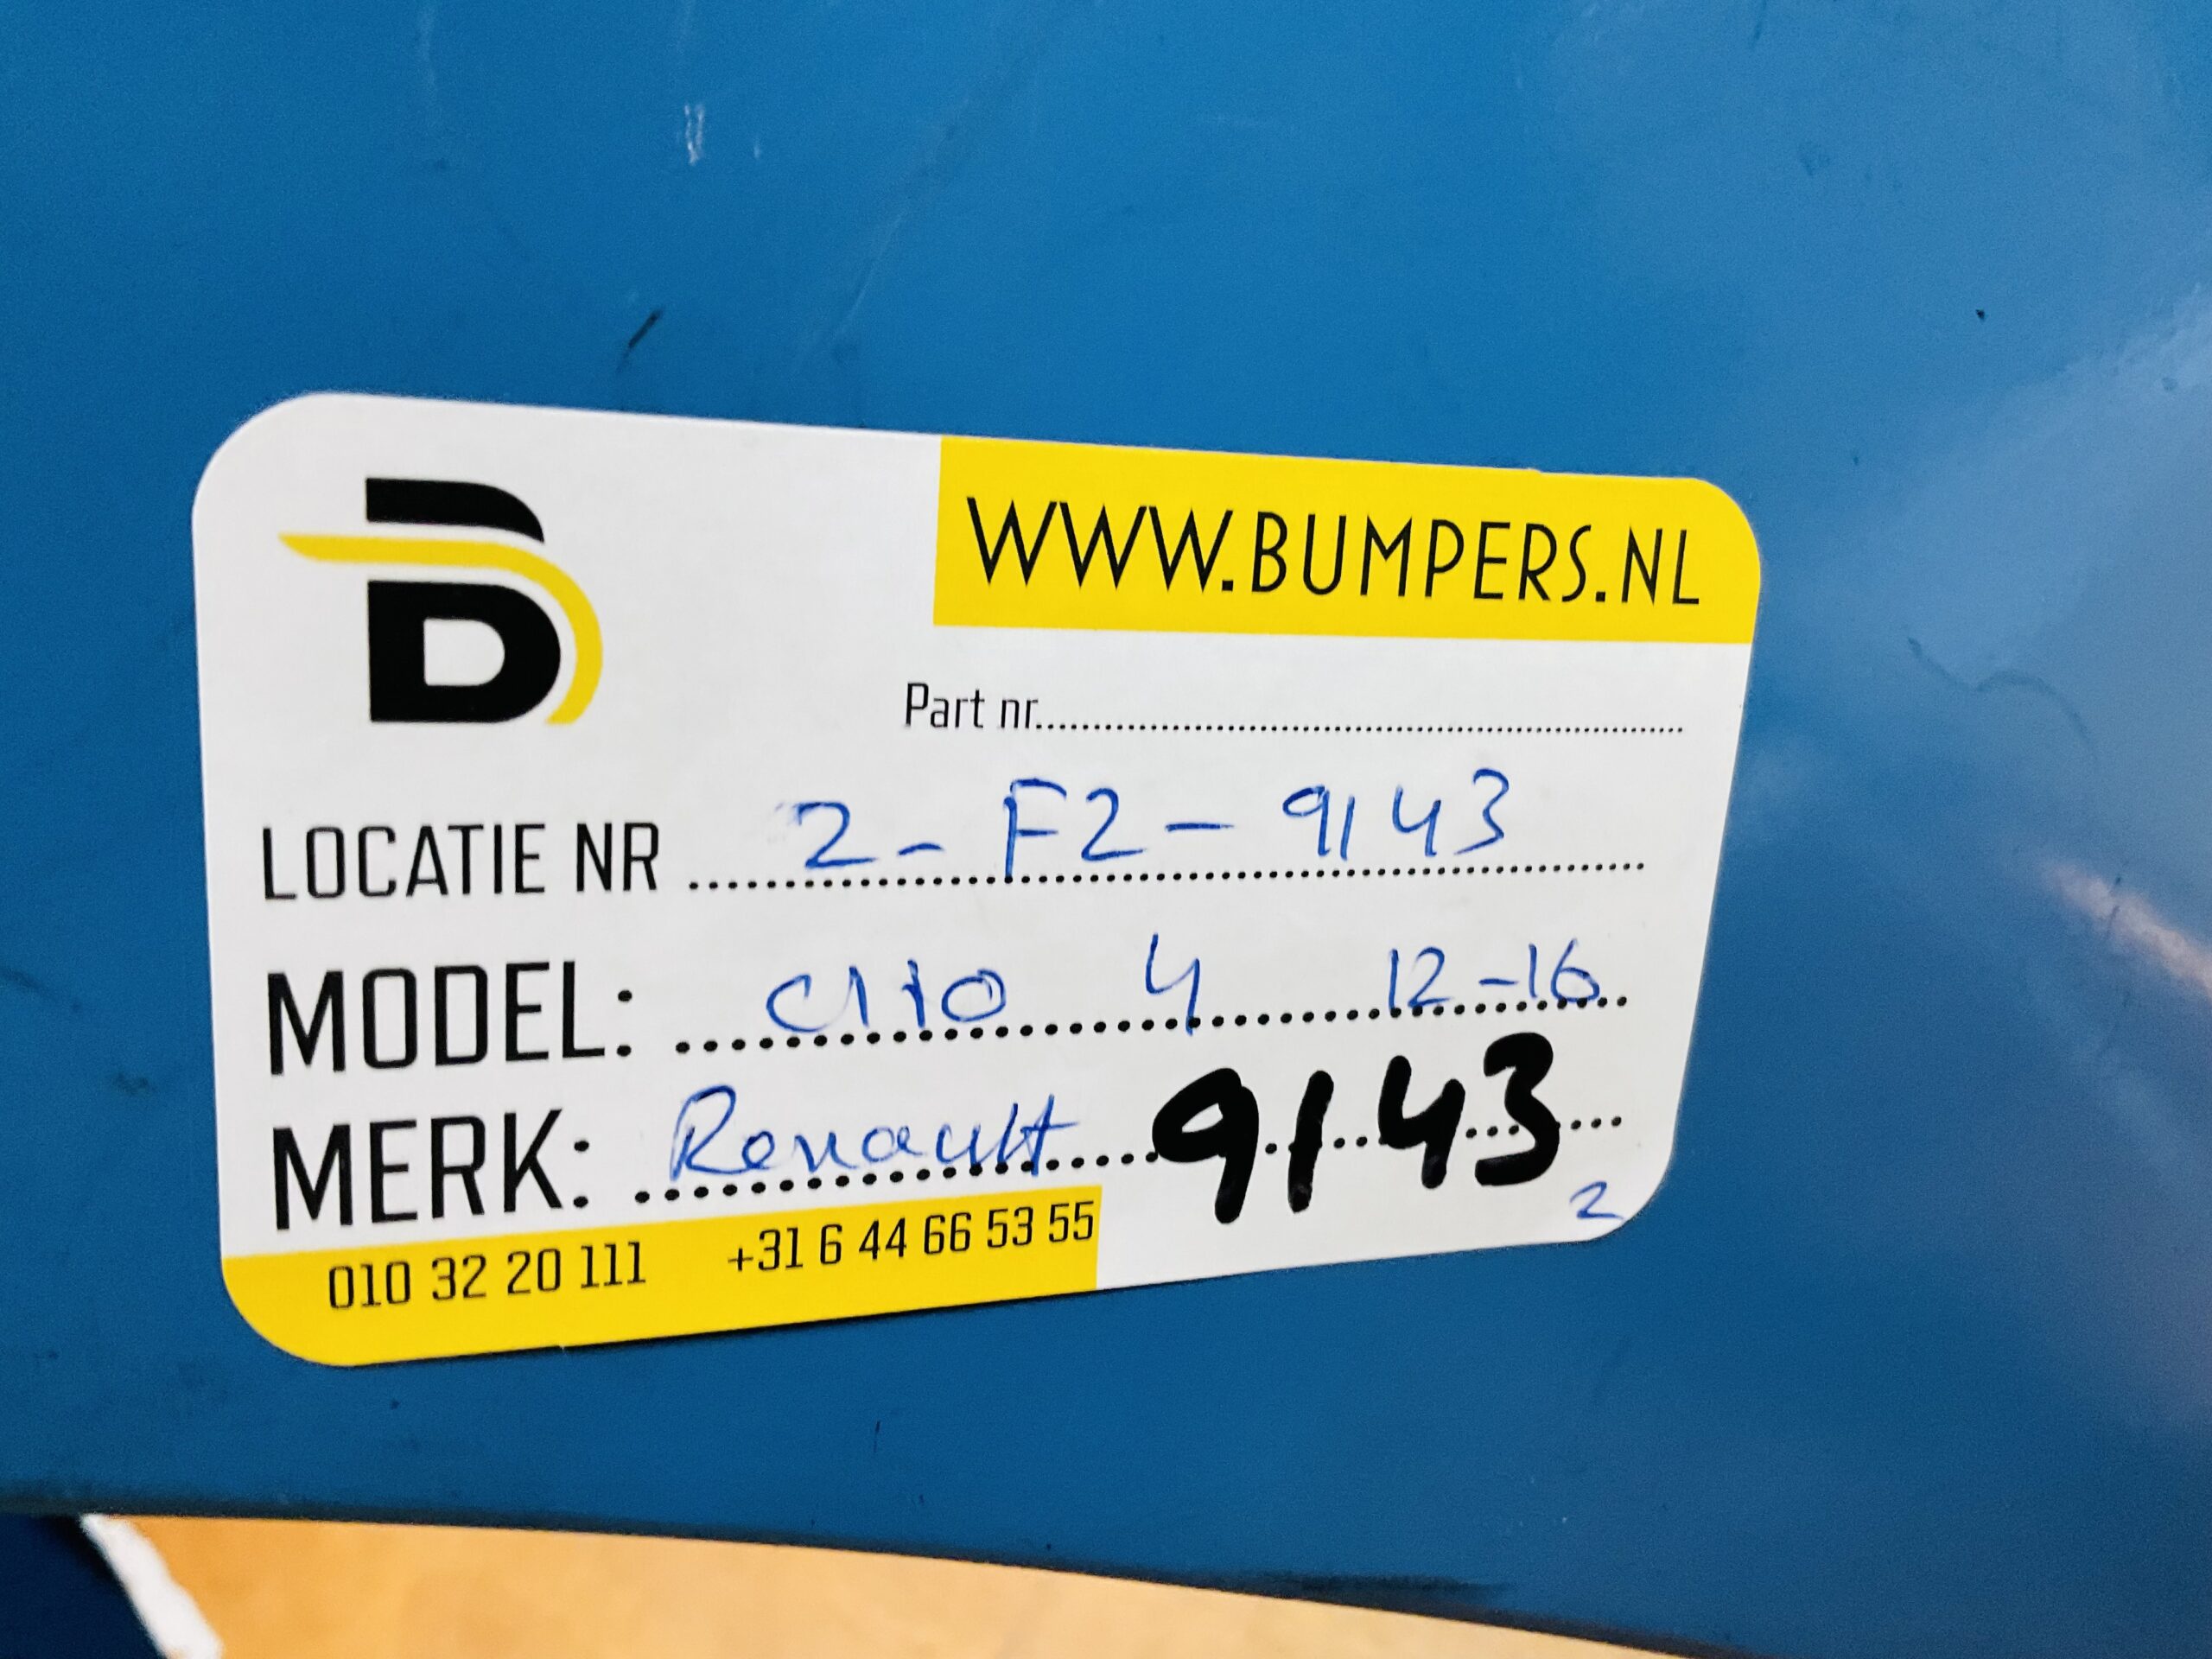 B
WWW.BUMPERS.NL
Part nr.........................
LOCATIE NR 2-F2-9143
MODEL: Clio 4 12-16
MERK: Renault 9143
2
010 32 20 111 +31 6 44 66 53 55